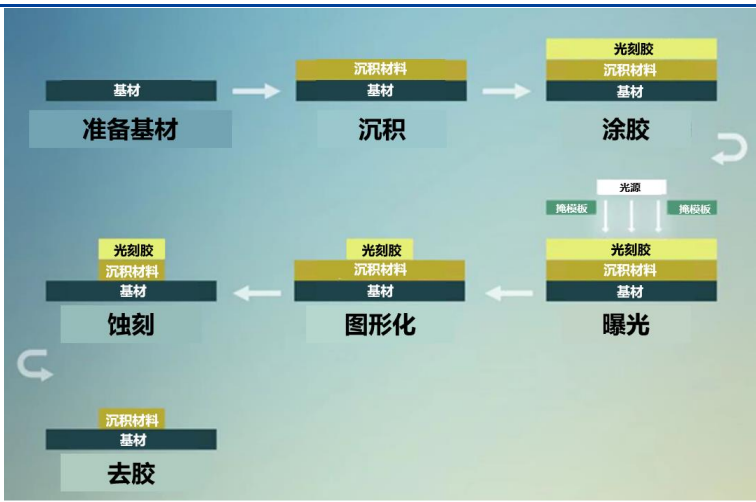 基材
准备基材
沉积材料
基材
沉积
光刻胶
沉积材料
基材
涂胶
光源
掩模板
掩模板
光刻胶
沉积材料
基材
曝光
光刻胶
沉积材料
基材
图形化
光刻胶
沉积材料
基材
蚀刻
沉积材料
基材
去胶